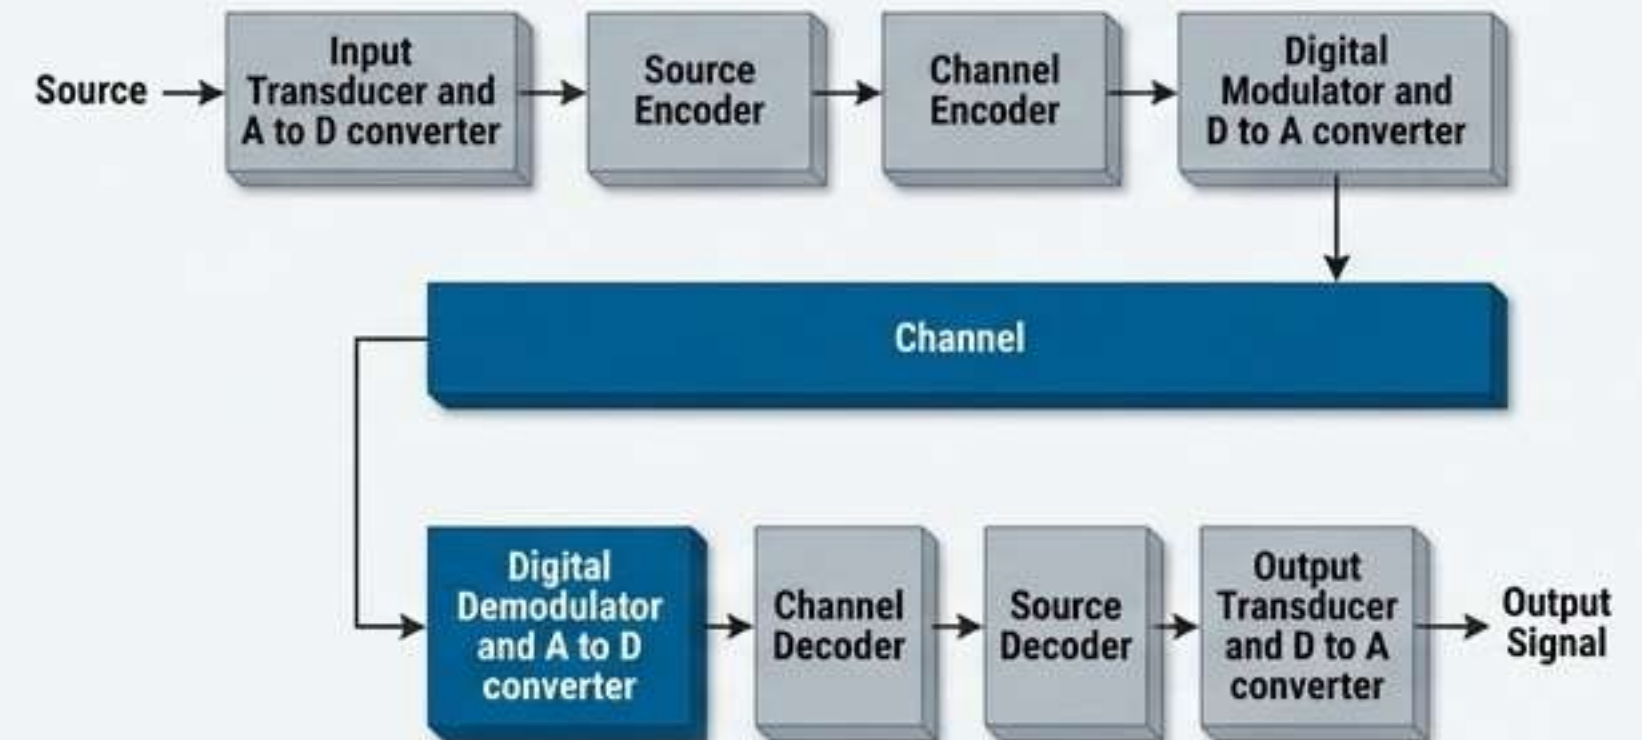 Source
Input
Transducer and
A to D converter
Source
Encoder
Channel
Encoder
Digital
Modulator and
D to A converter
Channel
Digital
Demodulator
and A to D
converter
Channel
Decoder
Source
Decoder
Output
Transducer
and D to A
converter
Output
Signal